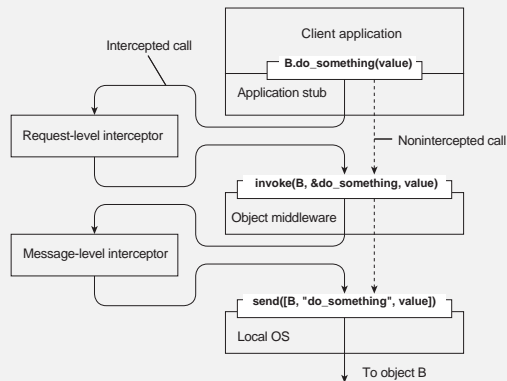 Intercepted call
Client application
B.do_something(value)
Application stub
Request-level interceptor
Nonintercepted call
invoke(B, &do_something, value)
Object middleware
Message-level interceptor
send([B, "do_something", value])
Local OS
To object B